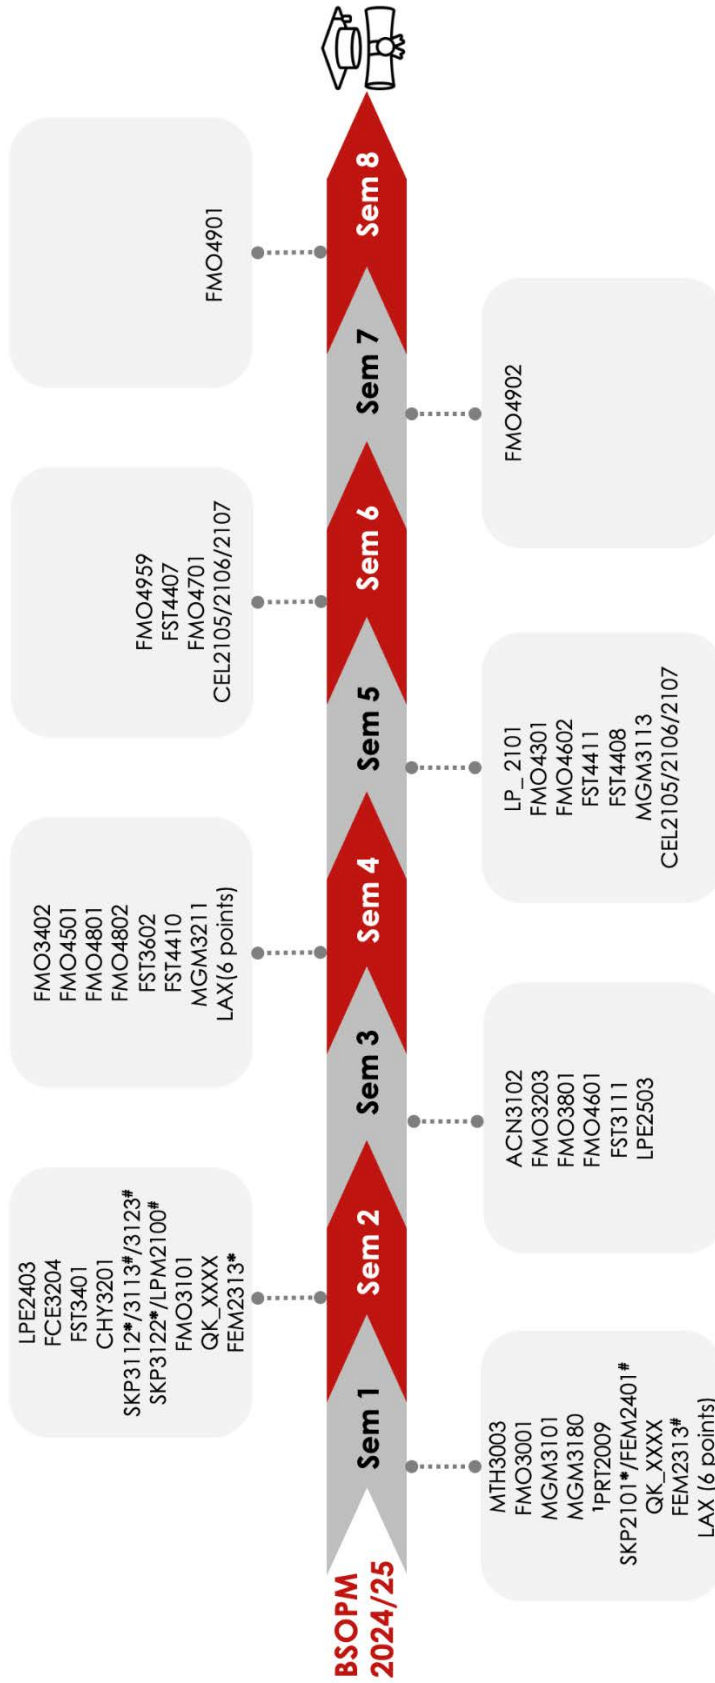 BSOPM
2024/25
Sem 1
MTH3003
FMO3001
MGM3101
MGM3180
¹PRT2009
SKP2101*/FEM2401#
QK_XXXX
FEM2313#
LAX (6 points)
Sem 2
LPE2403
FCE3204
FST3401
CHY3201
SKP3112*/3113#/3123#
SKP3122*/LPM2100#
FMO3101
QK_XXXX
FEM2313*
Sem 3
ACN3102
FMO3203
FMO3801
FMO4601
FST3111
LPE2503
Sem 4
FMO3402
FMO4501
FMO4801
FMO4802
FST3602
FST4410
MGM3211
LAX(6 points)
Sem 5
LP_ 2101
FMO4301
FMO4602
FST4411
FST4408
MGM3113
CEL2105/2106/2107
Sem 6
FMO4959
FST4407
FMO4701
CEL2105/2106/2107
Sem 7
FMO4902
Sem 8
FMO4901